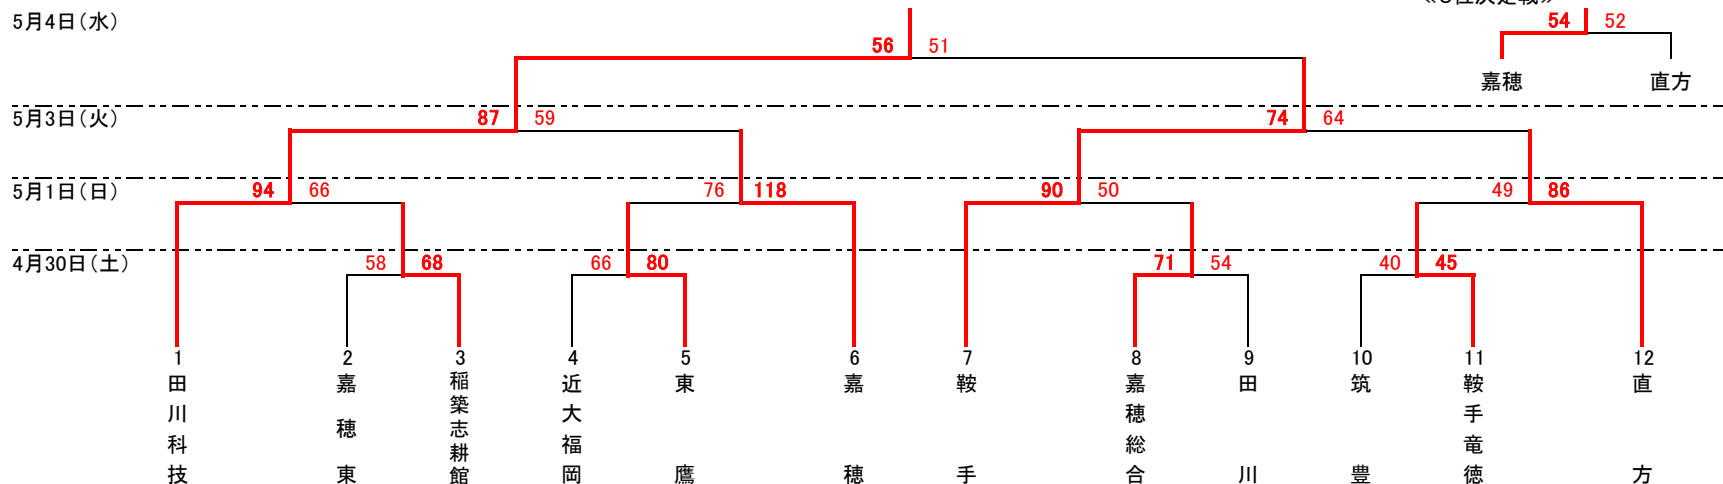 ≪3位決定戦≫
5月4日（水）
54 52
56 51
嘉穂 直方
5月3日（火）
87 59 74 64
5月1日（日）
94 66 76 118 90 50 49 86
4月30日（土）
58 68 66 80 71 54 40 45
1 2 3 4 5 6 7 8 9 10 11 12
田川科技
嘉穂東
稲築志耕館
近大福岡
東鷹
嘉穂
鞍手
嘉穂総合
田川
筑豊
鞍手竜徳
直方